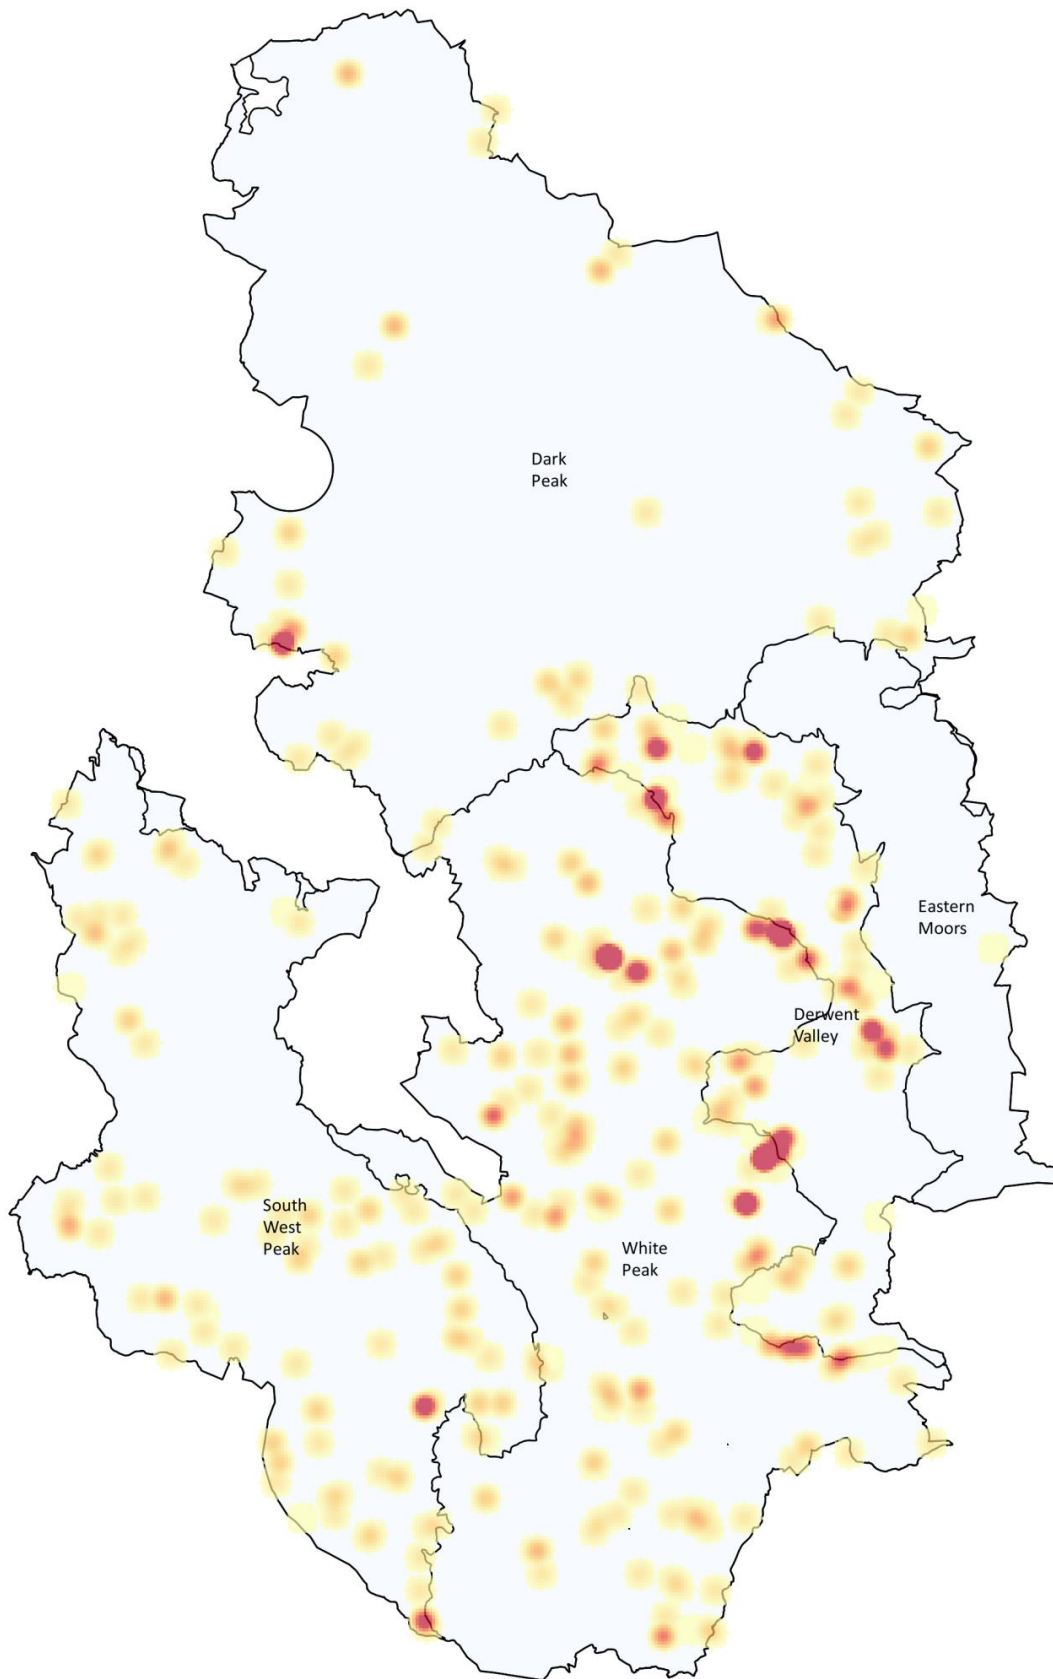 Dark
Peak
Eastern
Moors
Derwent
Valley
South
West
Peak
White
Peak